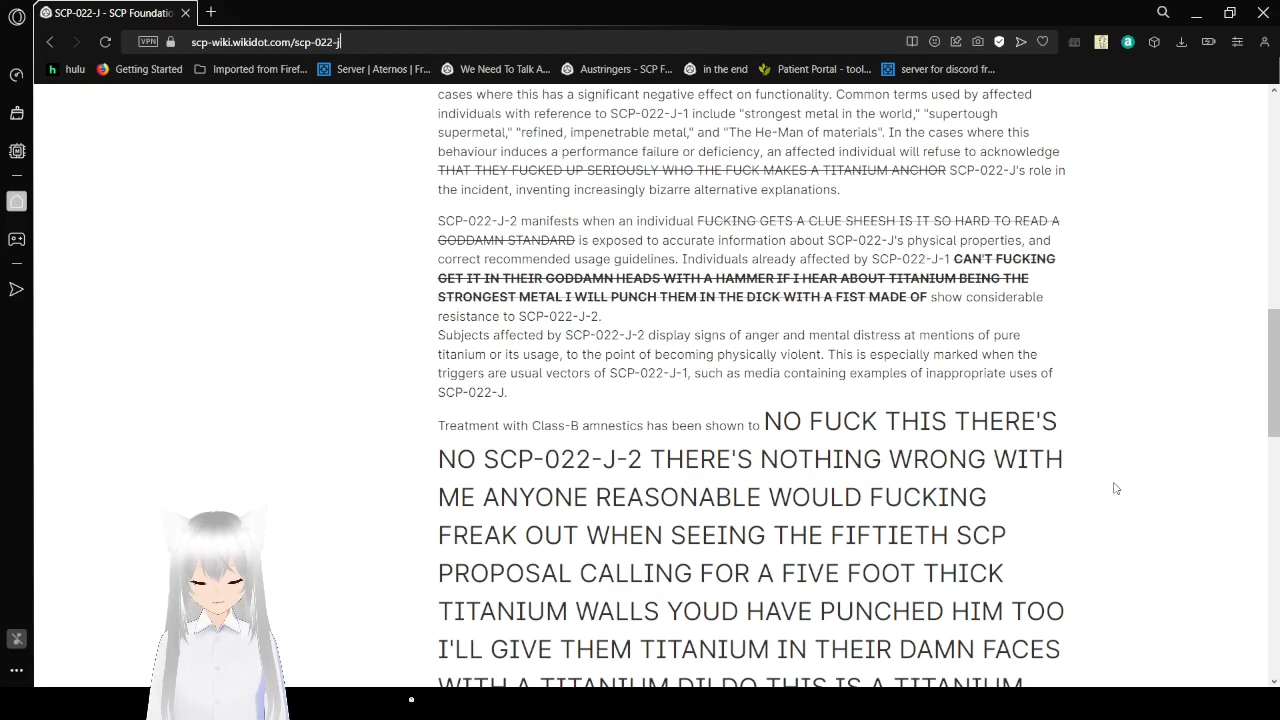 SCP-022-J - SCP Foundatio
scp-wiki.wikidot.com/scp-022-j
VPN
hulu
Getting Started
Imported from Firef...
Server | Aternos | Fr...
We Need To Talk A...
Austringers - SCP F...
in the end
Patient Portal - tool...
server for discord fr...
cases where this has a significant negative effect on functionality. Common terms used by affected
individuals with reference to SCP-022-J-1 include "strongest metal in the world," "supertough
supermetal," "refined, impenetrable metal," and "The He-Man of materials". In the cases where this
behaviour induces a performance failure or deficiency, an affected individual will refuse to acknowledge
THAT THEY FUCKED UP SERIOUSLY WHO THE FUCK MAKES A TITANIUM ANCHOR SCP-022-J's role in
the incident, inventing increasingly bizarre alternative explanations.
SCP-022-J-2 manifests when an individual FUCKING GETS A CLUE SHEESH IS IT SO HARD TO READ A
GODDAMN STANDARD is exposed to accurate information about SCP-022-J's physical properties, and
correct recommended usage guidelines. Individuals already affected by SCP-022-J-1 CAN'T FUCKING
GET IT IN THEIR GODDAMN HEADS WITH A HAMMER IF I HEAR ABOUT TITANIUM BEING THE
STRONGEST METAL I WILL PUNCH THEM IN THE DICK WITH A FIST MADE OF show considerable
resistance to SCP-022-J-2.
Subjects affected by SCP-022-J-2 display signs of anger and mental distress at mentions of pure
titanium or its usage, to the point of becoming physically violent. This is especially marked when the
triggers are usual vectors of SCP-022-J-1, such as media containing examples of inappropriate uses of
SCP-022-J.
Treatment with Class-B amnestics has been shown to NO FUCK THIS THERE'S
NO SCP-022-J-2 THERE'S NOTHING WRONG WITH
ME ANYONE REASONABLE WOULD FUCKING
FREAK OUT WHEN SEEING THE FIFTIETH SCP
PROPOSAL CALLING FOR A FIVE FOOT THICK
TITANIUM WALLS YOUD HAVE PUNCHED HIM TOO
I'LL GIVE THEM TITANIUM IN THEIR DAMN FACES
WITH A TITANIUM DILDO THIS IS A TITANIUM